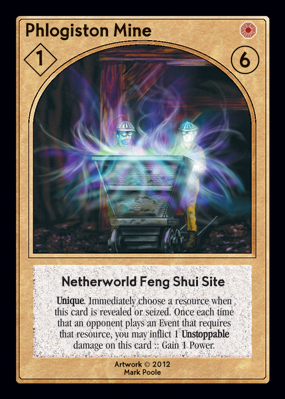 Phlogiston Mine
1
6
Netherworld Feng Shui Site
Unique. Immediately choose a resource when
this card is revealed or seized. Once each time
that an opponent plays an Event that requires
that resource, you may inflict 1 Unstoppable
damage on this card :: Gain 1 Power.
Artwork © 2012
Mark Poole